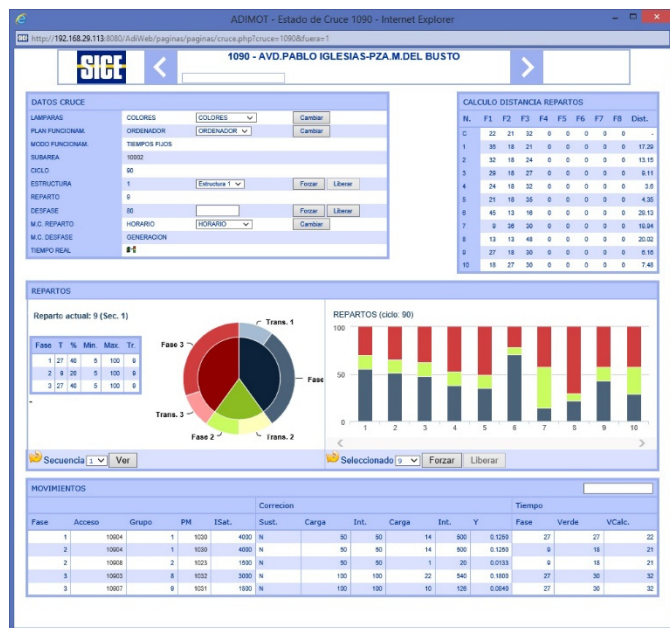 ADIMOT - Estado de Cruce 1090 - Internet Explorer
http://192.168.29.113:8080/AdiWeb/paginas/paginas/cruce.php?cruce=1090&fuera=1
SICE
1090 - AVD.PABLO IGLESIAS-PZA.M.DEL BUSTO
DATOS CRUCE
LAMPARAS COLORES COLORES Cambiar
PLAN FUNCIONAM. ORDENADOR ORDENADOR Cambiar
MODO FUNCIONAM. TIEMPOS FIJOS
SUBAREA 10002
CICLO 90
ESTRUCTURA 1 Estructura 1 Forzar Liberar
REPARTO 9
DESFASE 80 Forzar Liberar
M.C. REPARTO HORARIO HORARIO Cambiar
M.C. DESFASE GENERACION
TIEMPO REAL
CALCULO DISTANCIA REPARTOS
N. F1 F2 F3 F4 F5 F6 F7 F8 Dist.
C 22 21 32 0 0 0 0 0 -
1 35 18 21 0 0 0 0 0 17.29
2 32 18 24 0 0 0 0 0 13.15
3 29 18 27 0 0 0 0 0 9.11
4 24 18 32 0 0 0 0 0 3.6
5 21 18 35 0 0 0 0 0 4.35
6 45 13 16 0 0 0 0 0 28.13
7 9 36 30 0 0 0 0 0 19.94
8 13 13 48 0 0 0 0 0 20.02
9 27 18 30 0 0 0 0 0 6.16
10 18 27 30 0 0 0 0 0 7.48
REPARTOS
Reparto actual: 9 (Sec. 1)
Fase T % Min. Max. Tr.
1 27 40 5 100 9
2 9 20 5 100 9
3 27 40 5 100 9
-
Trans. 1
Fase 3
Fase
Trans. 3
Fase 2
Trans. 2
REPARTOS (ciclo: 90)
100
50
0
1 2 3 4 5 6 7 8 9 10
Secuencia 1 Ver
Seleccionado 9 Forzar Liberar
MOVIMIENTOS
Correcion Tiempo
Fase Acceso Grupo PM ISat. Sust. Carga Int. Carga Int. Y Fase Verde VCalc.
1 10904 1 1030 4000 N 50 50 14 500 0.1250 27 27 22
2 10904 1 1030 4000 N 50 50 14 500 0.1250 9 18 21
2 10908 2 1023 1500 N 50 50 1 20 0.0133 9 18 21
3 10903 8 1032 3000 N 100 100 22 540 0.1800 27 30 32
3 10907 9 1031 1500 N 100 100 10 126 0.0840 27 30 32